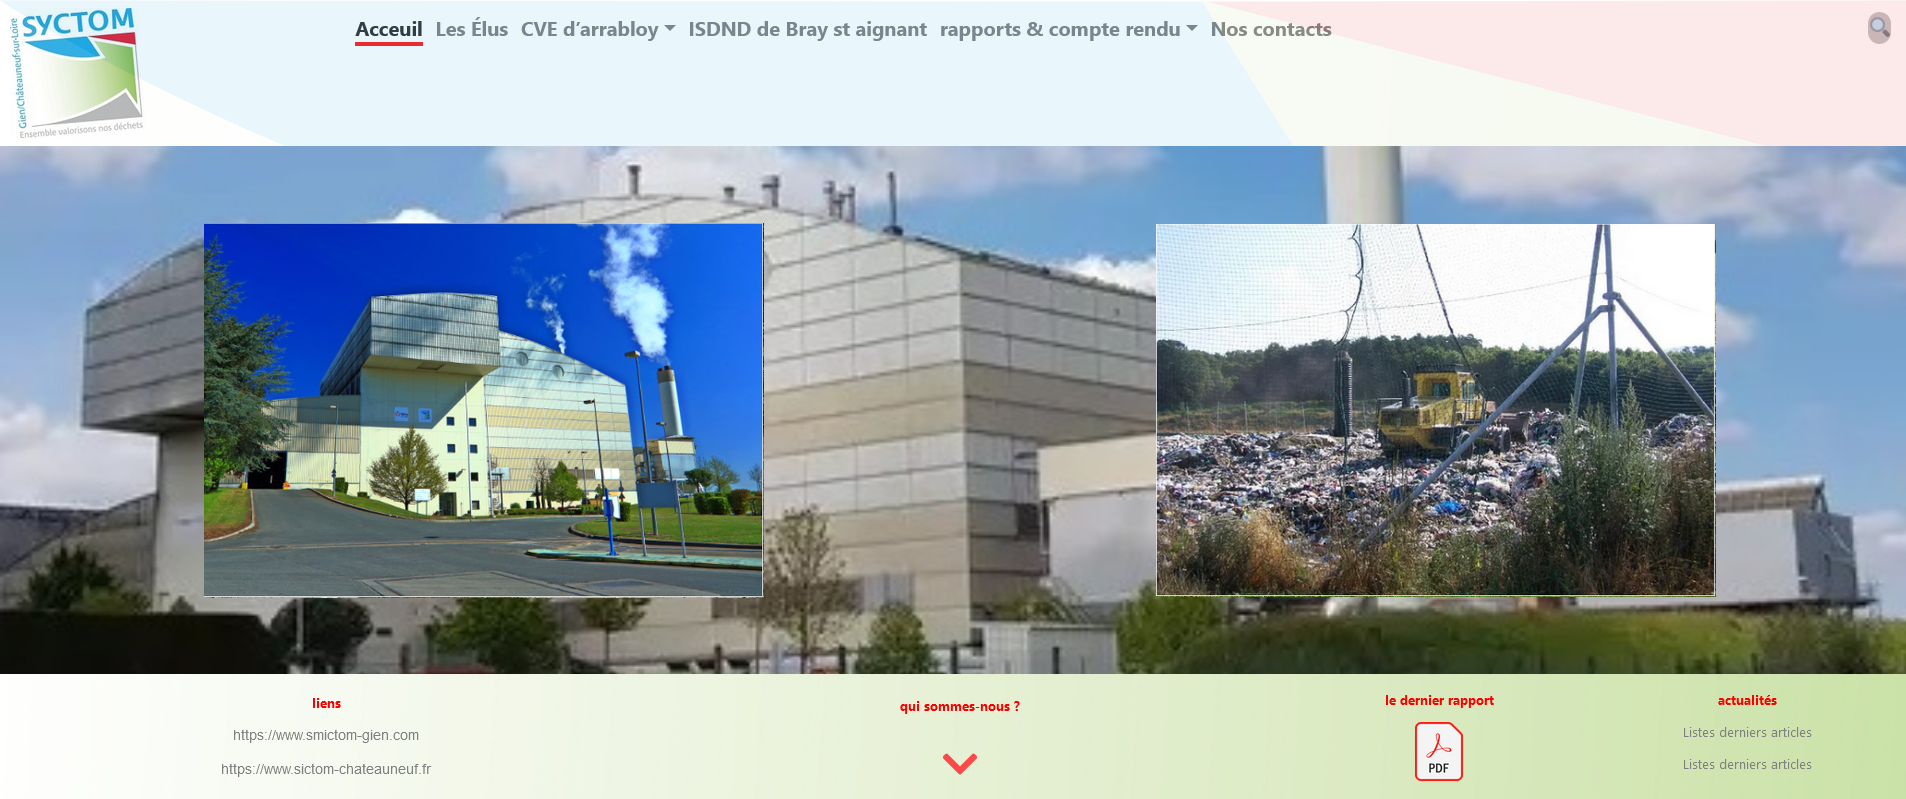 SYCTOM
Gien/Châteauneuf-sur-Loire
Ensemble valorisons nos déchets
Acceuil Les Élus CVE d’arrabloy ISDND de Bray st aignant rapports & compte rendu Nos contacts
liens
https://www.smictom-gien.com
https://www.sictom-chateauneuf.fr
qui sommes-nous ?
le dernier rapport
PDF
actualités
Listes derniers articles
Listes derniers articles